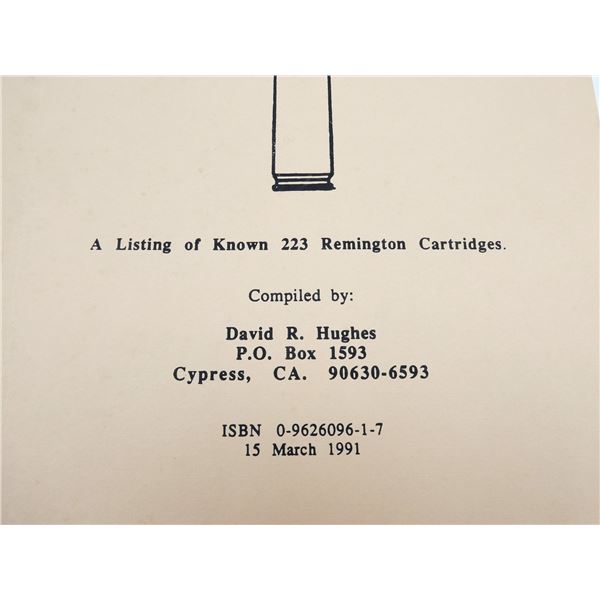 A Listing of Known 223 Remington Cartridges.
Compiled by:
David R. Hughes
P.O. Box 1593
Cypress, CA. 90630-6593
ISBN 0-9626096-1-7
15 March 1991